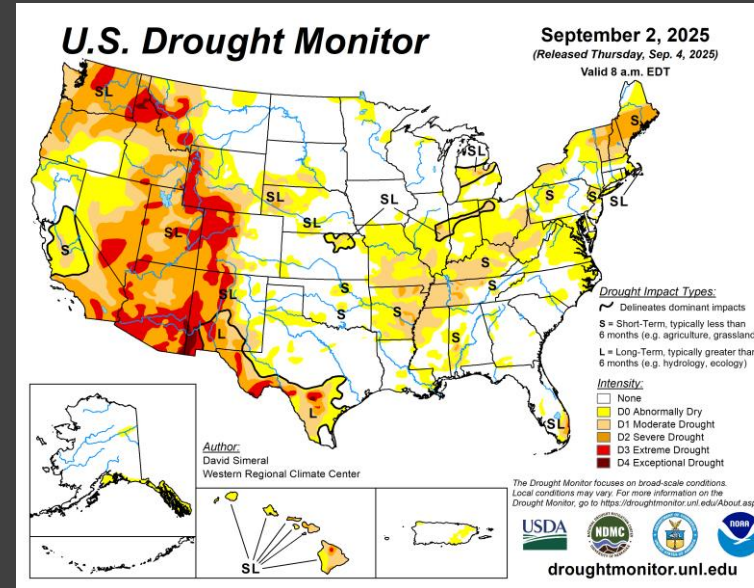 U.S. Drought Monitor
September 2, 2025
(Released Thursday, Sep. 4, 2025)
Valid 8 a.m. EDT
SL
SL
S
S
SL
SL
SL
SL
S
S
SL
S
SL
S
S
S
S
S
SL
L
S
L
SL
Drought Impact Types:
Delineates dominant impacts
S = Short-Term, typically less than
6 months (e.g. agriculture, grassland
L = Long-Term, typically greater than
6 months (e.g. hydrology, ecology)
Intensity:
None
D0 Abnormally Dry
D1 Moderate Drought
D2 Severe Drought
D3 Extreme Drought
D4 Exceptional Drought
Author:
David Simeral
Western Regional Climate Center
SL
The Drought Monitor focuses on broad-scale conditions.
Local conditions may vary. For more information on the
Drought Monitor, go to https://droughtmonitor.unl.edu/About.asp
USDA
NDMC
NOAA
droughtmonitor.unl.edu